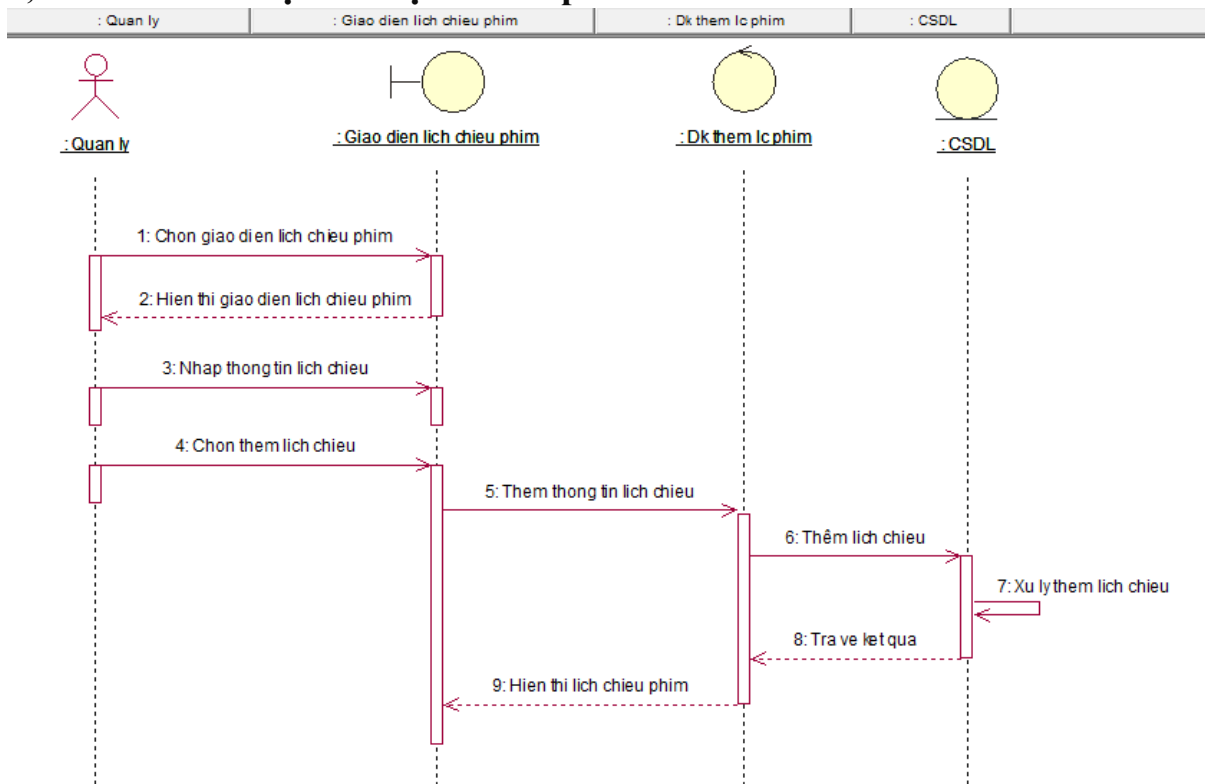 : Quan ly : Giao dien lich chieu phim : Dk them lc phim : CSDL
: Quan ly : Giao dien lich chieu phim : Dk them lc phim : CSDL
1: Chon giao dien lich chieu phim
2: Hien thi giao dien lich chieu phim
3: Nhap thong tin lich chieu
4: Chon them lich chieu
5: Them thong tin lich chieu
6: Thêm lich chieu
7: Xu ly them lich chieu
8: Tra ve ket qua
9: Hien thi lich chieu phim